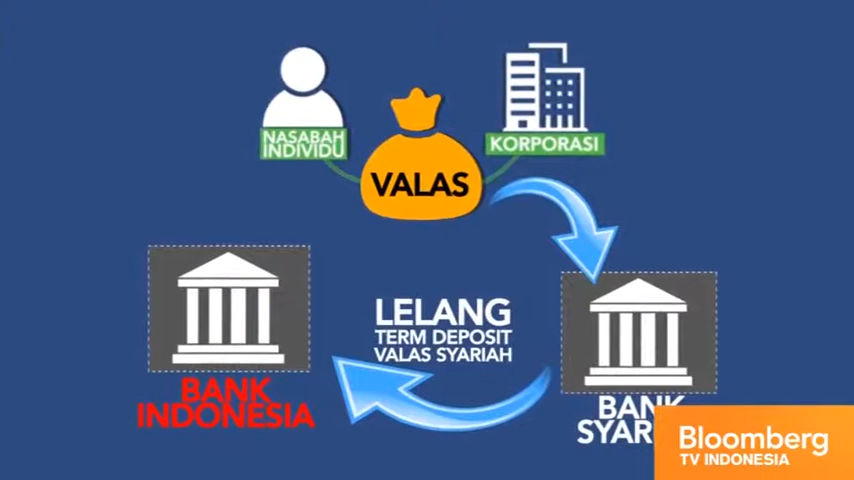 NASABAH
INDIVIDU
KORPORASI
VALAS
LELANG
TERM DEPOSIT
VALAS SYARIAH
BANK
INDONESIA
BANK
Bloomberg
TV INDONESIA